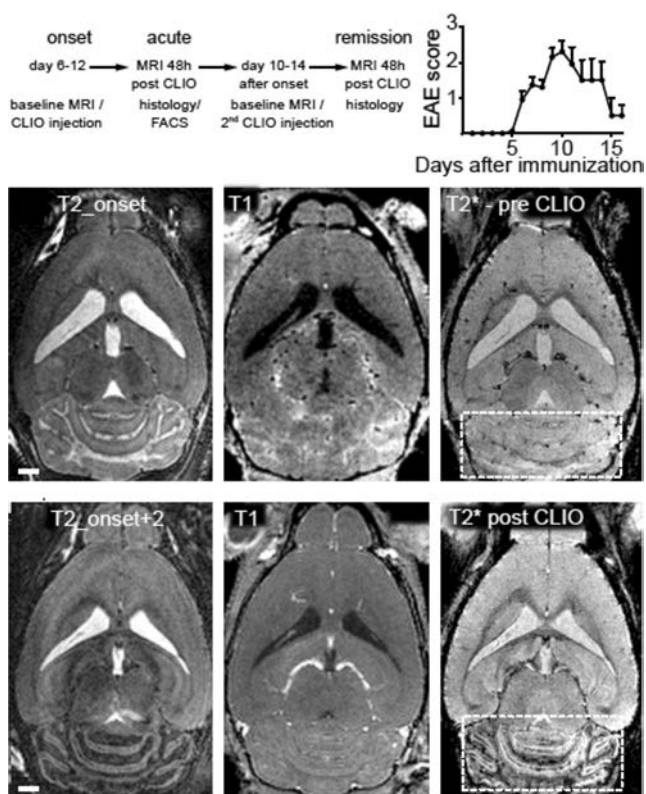 onset
acute
remission
day 6-12
MRI 48h
post CLIO
day 10-14
after onset
MRI 48h
post CLIO
baseline MRI /
CLIO injection
histology/
FACS
baseline MRI /
2nd CLIO injection
histology
EAE score
3
2
1
5
10
15
Days after immunization
T2_onset
T1
T2* - pre CLIO
T2_onset+2
T1
T2* post CLIO